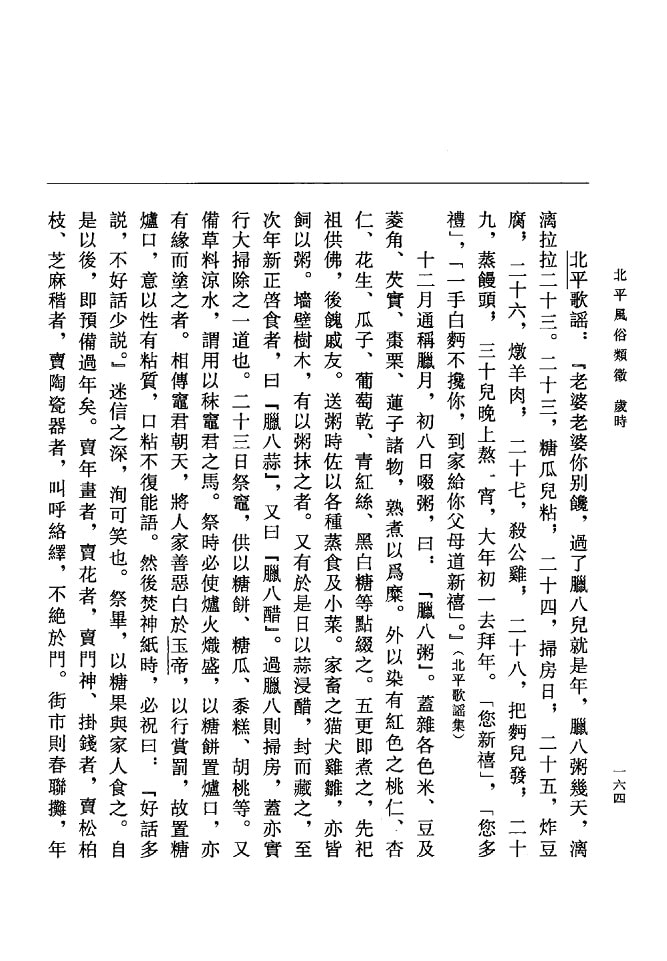 北平風俗類徵　歲時
一六四
北平歌謡：『老婆老婆你别饞，過了臘八兒就是年，臘八粥幾天，漓
漓拉拉二十三。二十三，糖瓜兒粘；二十四，掃房日；二十五，炸豆
腐；二十六，燉羊肉；二十七，殺公雞；二十八，把麪兒發；二十
九，蒸饅頭；三十兒晚上熬一宵，大年初一去拜年。「您新禧」，「您多
禮」，「一手白麪不攙你，到家給你父母道新禧」。』（北平歌謡集）
十二月通稱臘月，初八日啜粥，曰：「臘八粥」。蓋雜各色米、豆及
菱角、芡實、棗栗、蓮子諸物，熟煮以爲糜。外以染有紅色之桃仁、杏
仁、花生、瓜子、葡萄乾、青紅絲、黑白糖等點綴之。五更即煮之，先祀
祖供佛，後餽戚友。送粥時佐以各種蒸食及小菜。家畜之猫犬雞雛，亦皆
飼以粥。墻壁樹木，有以粥抹之者。又有於是日以蒜浸醋，封而藏之，至
次年新正啓食者，曰『臘八蒜』，又曰『臘八醋』。過臘八則掃房，蓋亦實
行大掃除之一道也。二十三日祭竈，供以糖餅、糖瓜、黍糕、胡桃等。又
備草料涼水，謂用以秣竈君之馬。祭時必使爐火熾盛，以糖餅置爐口，亦
有緣而塗之者。相傳竈君朝天，將人家善惡白於玉帝，以行賞罰，故置糖
爐口，意以性有粘質，口粘不復能語。然後焚神紙時，必祝曰：「好話多
説，不好話少説。』迷信之深，洵可笑也。祭畢，以糖果與家人食之。自
是以後，即預備過年矣。賣年畫者，賣花者，賣門神、掛錢者，賣松柏
枝、芝麻稭者，賣陶瓷器者，叫呼絡繹，不絶於門。街市則春聯攤，年